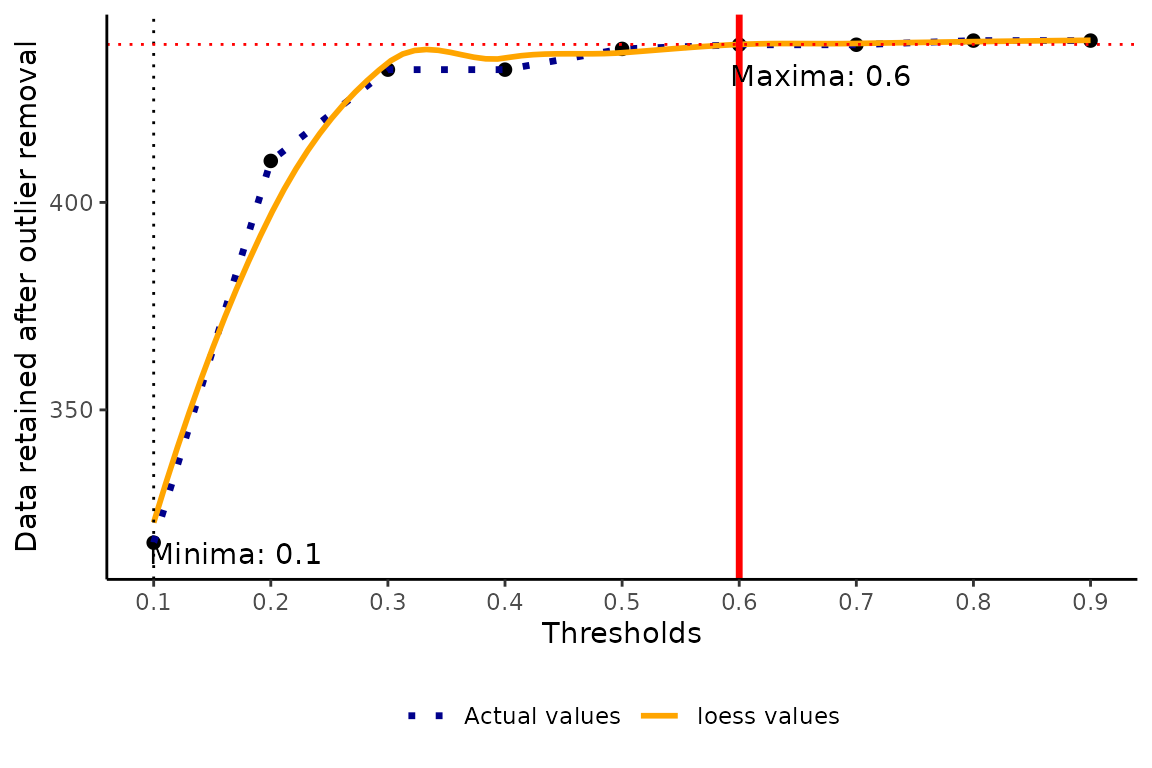 Data retained after outlier removal
400
350
Maxima: 0.6
Minima: 0.1
0.1 0.2 0.3 0.4 0.5 0.6 0.7 0.8 0.9
Thresholds
Actual values loess values